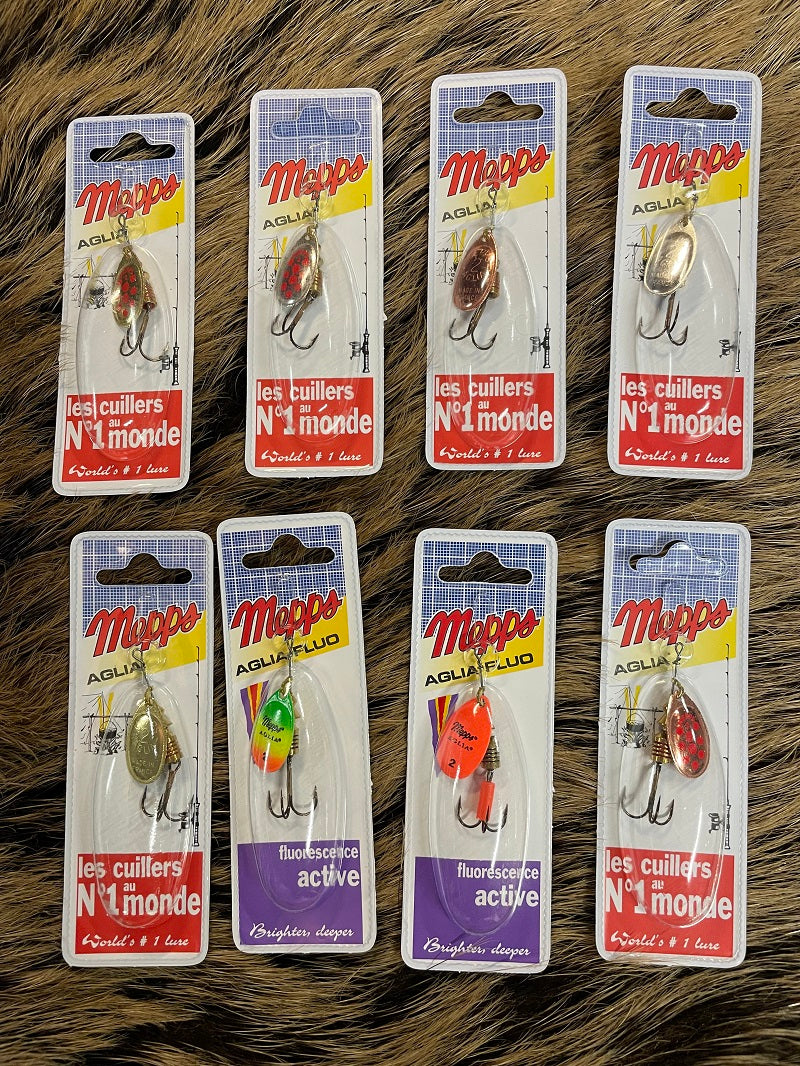 Mepps
AGLIA
les cuillers
N°1 au monde
World's # 1 lure
Mepps
AGLIA
les cuillers
N°1 au monde
World's # 1 lure
Mepps
AGLIA
les cuillers
N°1 au monde
World's # 1 lure
Mepps
AGLIA
les cuillers
N°1 au monde
World's # 1 lure
Mepps
AGLIA
les cuillers
N°1 au monde
World's # 1 lure
Mepps
AGLIA-FLUO
Mepps
AGLIA
2
fluorescence
active
Brighter, deeper
Mepps
AGLIA-FLUO
Mepps
AGLIA
2
fluorescence
active
Brighter, deeper
Mepps
AGLIA
les cuillers
N°1 au monde
World's # 1 lure